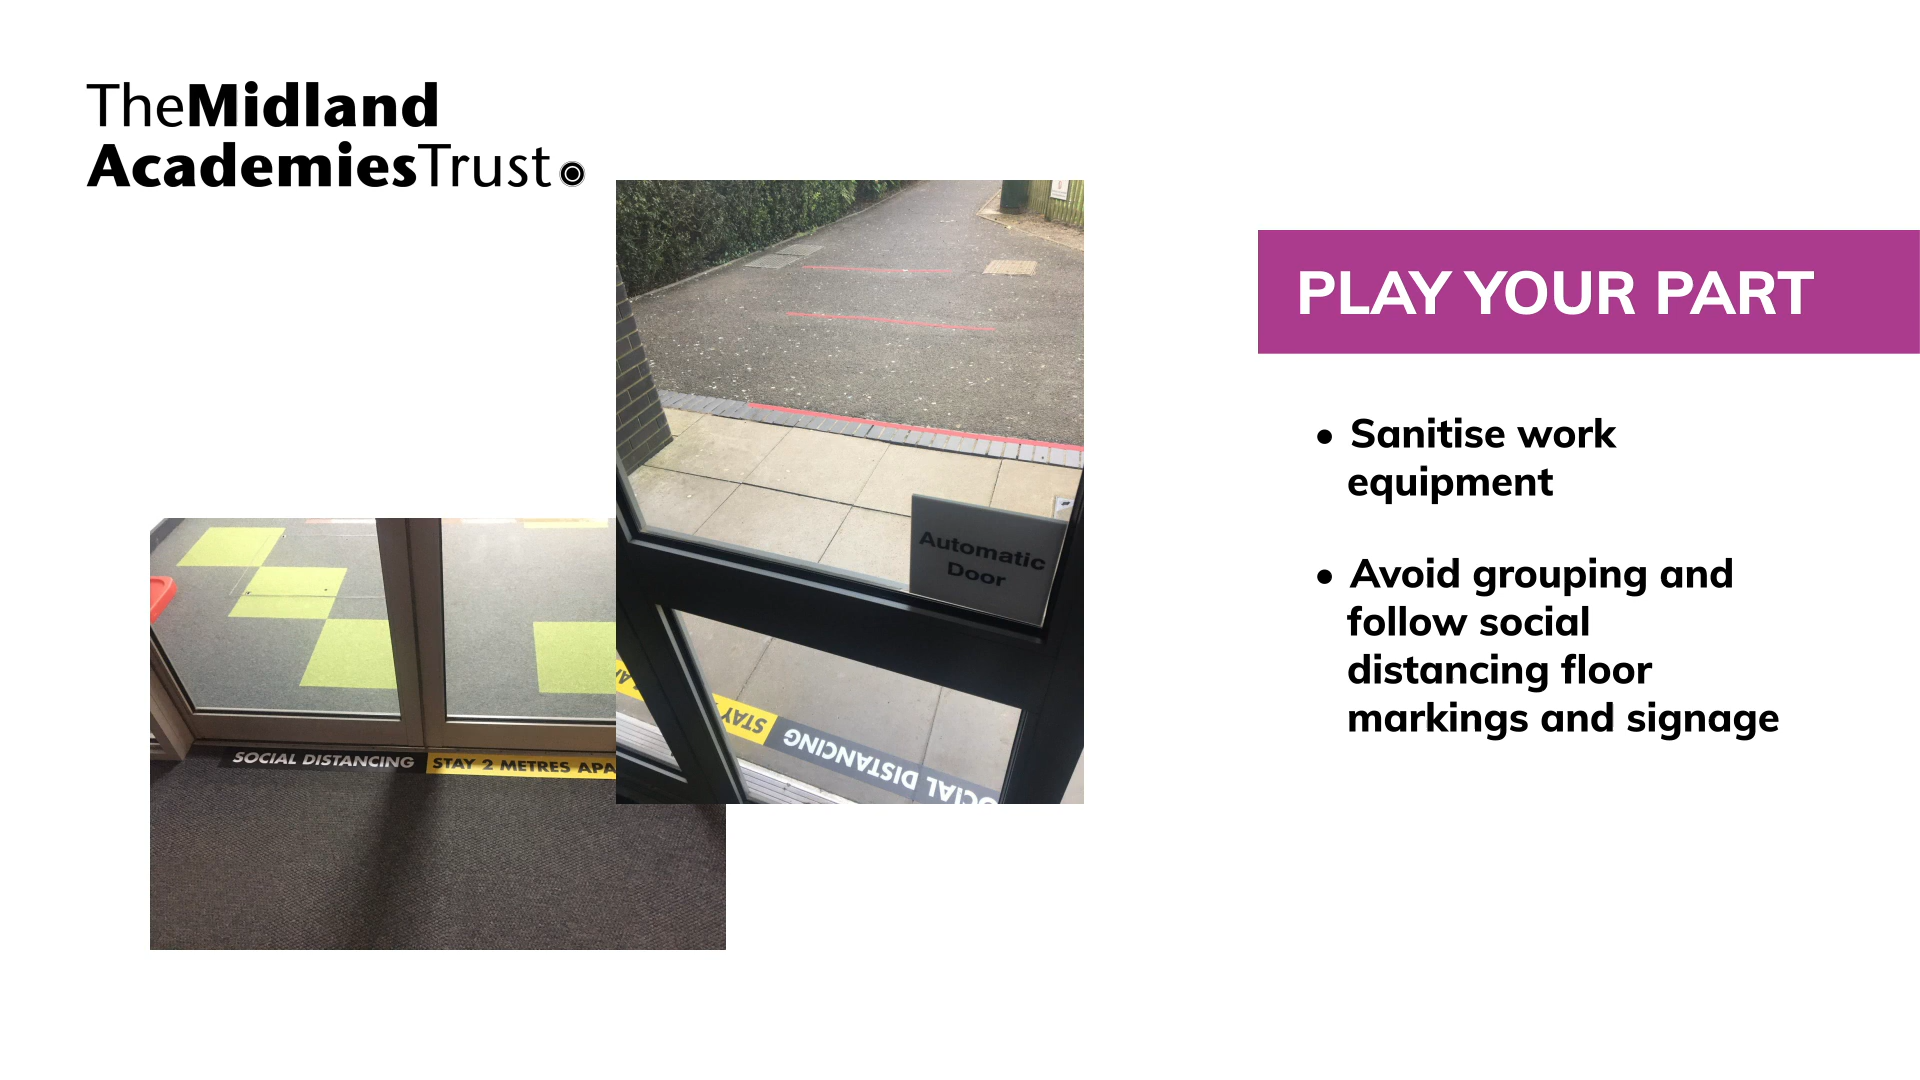 TheMidland
AcademiesTrust
PLAY YOUR PART
• Sanitise work
equipment
• Avoid grouping and
follow social
distancing floor
markings and signage
Automatic
Door
STAY
SOCIAL DISTANCING
SOCIAL DISTANCING STAY 2 METRES APA